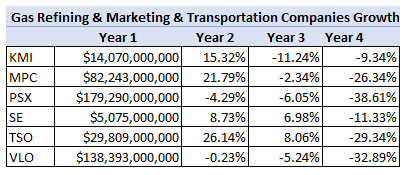 Gas Refining & Marketing & Transportation Companies Growth
Year 1 Year 2 Year 3 Year 4
KMI $14,070,000,000 15.32% -11.24% -9.34%
MPC $82,243,000,000 21.79% -2.34% -26.34%
PSX $179,290,000,000 -4.29% -6.05% -38.61%
SE $5,075,000,000 8.73% 6.98% -11.33%
TSO $29,809,000,000 26.14% 8.06% -29.34%
VLO $138,393,000,000 -0.23% -5.24% -32.89%